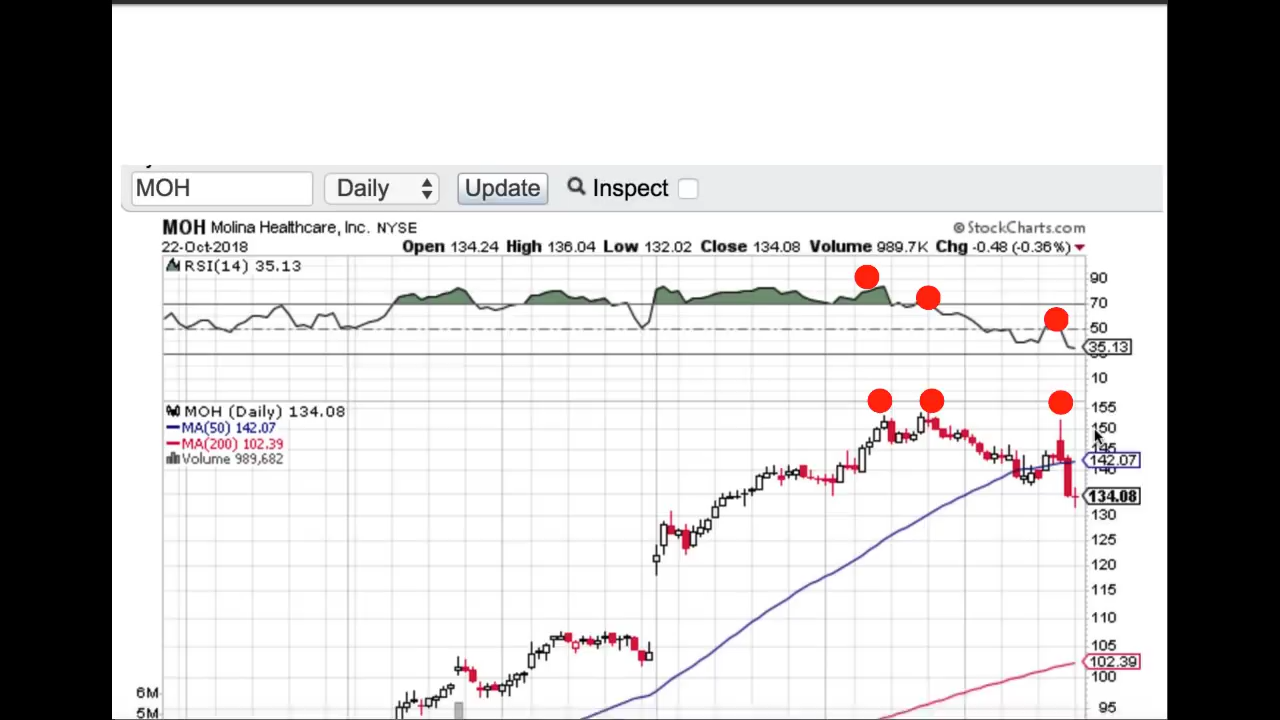 MOH Daily Update Inspect
MOH Molina Healthcare, Inc. NYSE © StockCharts.com
22-Oct-2018 Open 134.24 High 136.04 Low 132.02 Close 134.08 Volume 989.7K Chg -0.48 (-0.36%)
RSI(14) 35.13
90
70
50
35.13
10
MOH (Daily) 134.08
MA(50) 142.07
MA(200) 102.39
Volume 989,682
155
150
145
142.07
140
134.08
130
125
120
115
110
105
102.39
100
95
6M
5M